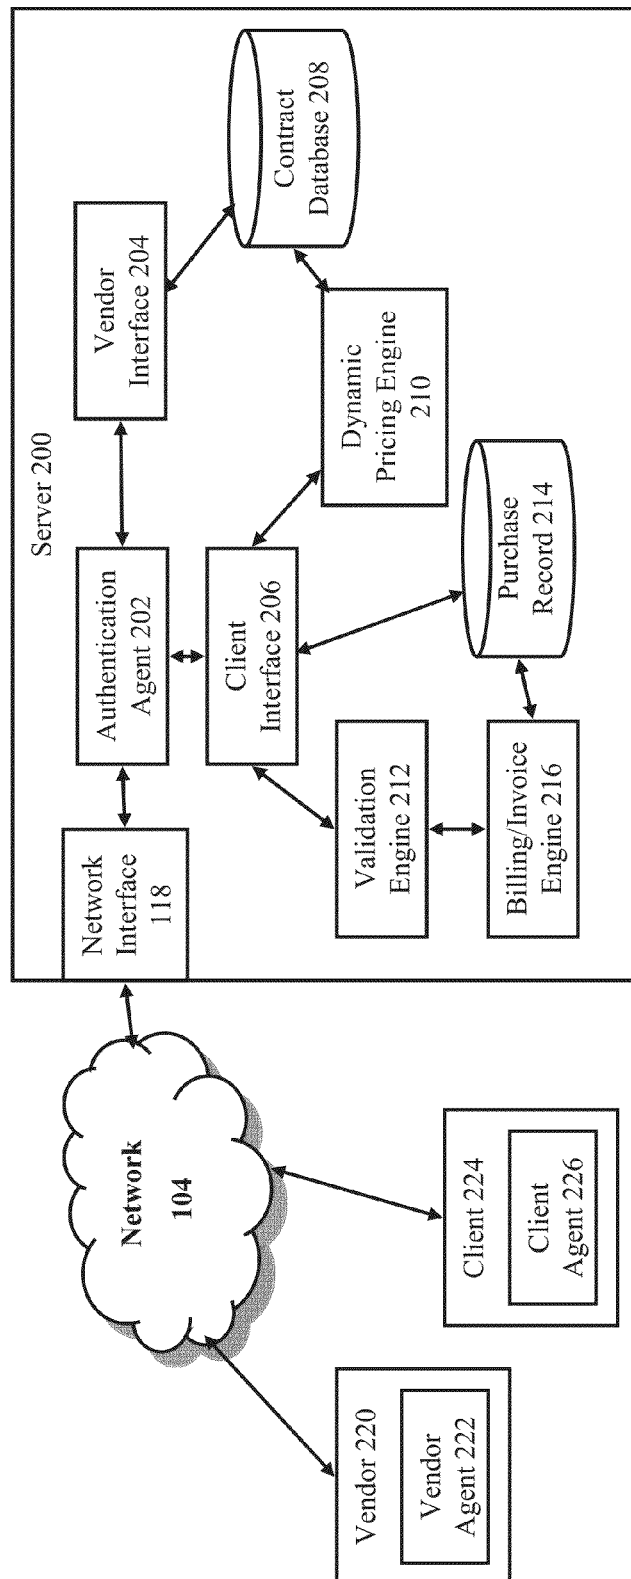 Server 200
Network
Interface
118
Authentication
Agent 202
Vendor
Interface 204
Client
Interface 206
Contract
Database 208
Dynamic
Pricing Engine
210
Validation
Engine 212
Purchase
Record 214
Billing/Invoice
Engine 216
Network
104
Vendor 220
Vendor
Agent 222
Client 224
Client
Agent 226